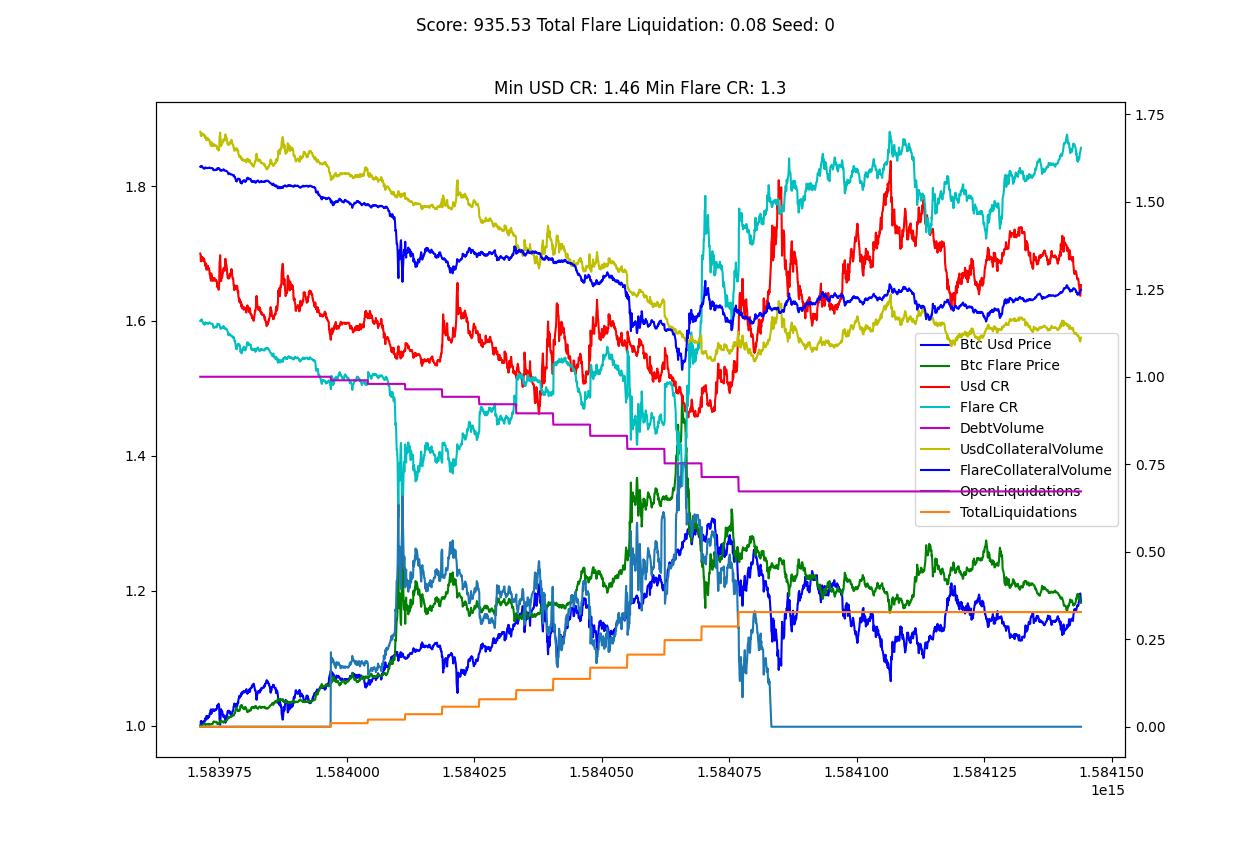 Score: 935.53 Total Flare Liquidation: 0.08 Seed: 0
Min USD CR: 1.46 Min Flare CR: 1.3
1.8
1.6
1.4
1.2
1.0
1.75
1.50
1.25
1.00
0.75
0.50
0.25
0.00
Btc Usd Price
Btc Flare Price
Usd CR
Flare CR
DebtVolume
UsdCollateralVolume
FlareCollateralVolume
OpenLiquidations
TotalLiquidations
1.583975 1.584000 1.584025 1.584050 1.584075 1.584100 1.584125 1.584150
1e15